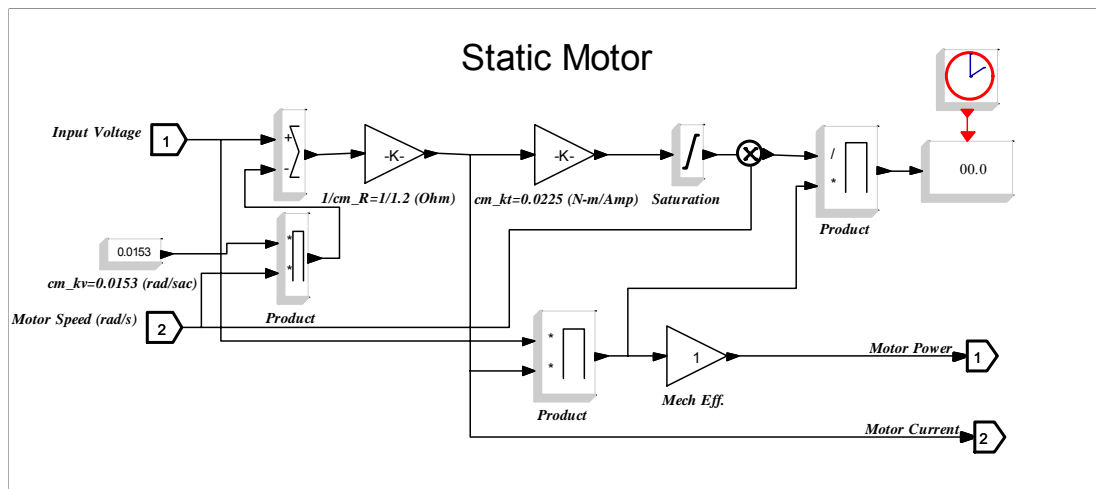 Static Motor
Input Voltage
1
+
-
-K-
1/cm_R=1/1.2 (Ohm)
-K-
cm_kt=0.0225 (N-m/Amp)
Saturation
/
*
Product
00.0
0.0153
cm_kv=0.0153 (rad/sac)
*
*
Product
Motor Speed (rad/s)
2
*
*
Product
1
Mech Eff.
Motor Power
1
Motor Current
2